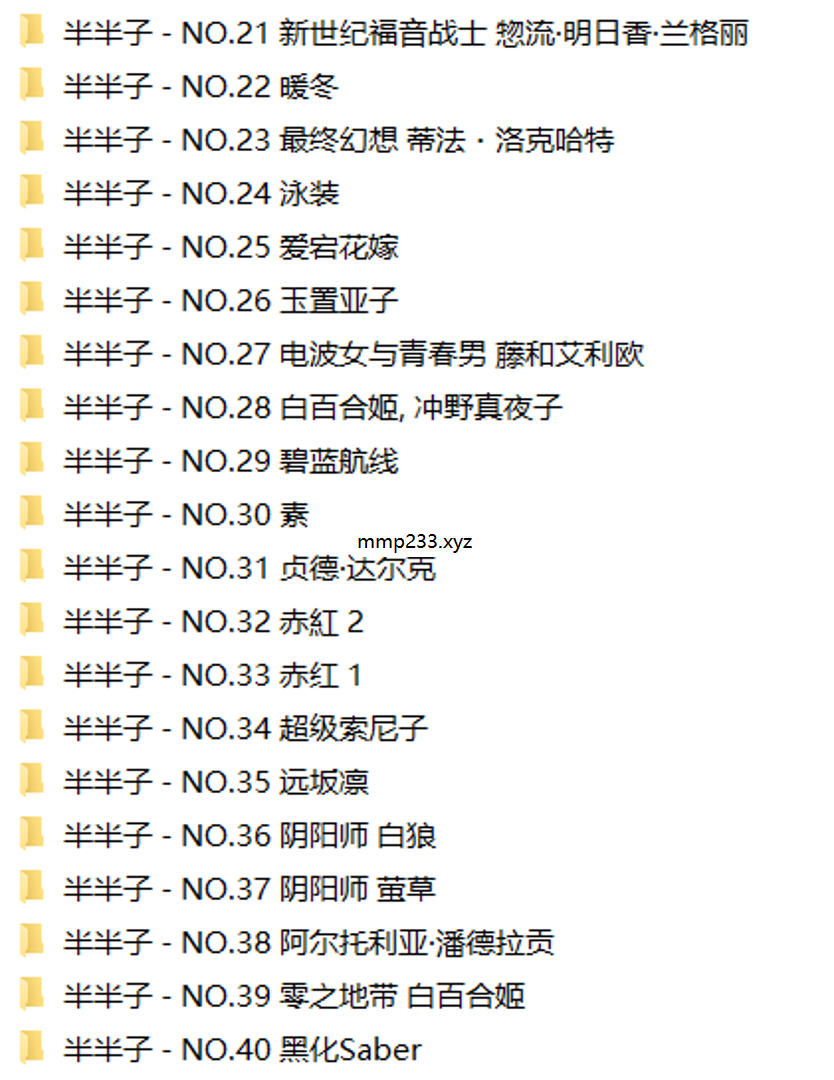 半半子 - NO.21 新世纪福音战士 惣流·明日香·兰格丽
半半子 - NO.22 暖冬
半半子 - NO.23 最终幻想 蒂法・洛克哈特
半半子 - NO.24 泳装
半半子 - NO.25 爱宕花嫁
半半子 - NO.26 玉置亚子
半半子 - NO.27 电波女与青春男 藤和艾利欧
半半子 - NO.28 白百合姬, 冲野真夜子
半半子 - NO.29 碧蓝航线
半半子 - NO.30 素
mmp233.xyz
半半子 - NO.31 贞德·达尔克
半半子 - NO.32 赤紅 2
半半子 - NO.33 赤红 1
半半子 - NO.34 超级索尼子
半半子 - NO.35 远坂凛
半半子 - NO.36 阴阳师 白狼
半半子 - NO.37 阴阳师 萤草
半半子 - NO.38 阿尔托利亚·潘德拉贡
半半子 - NO.39 零之地带 白百合姬
半半子 - NO.40 黑化Saber